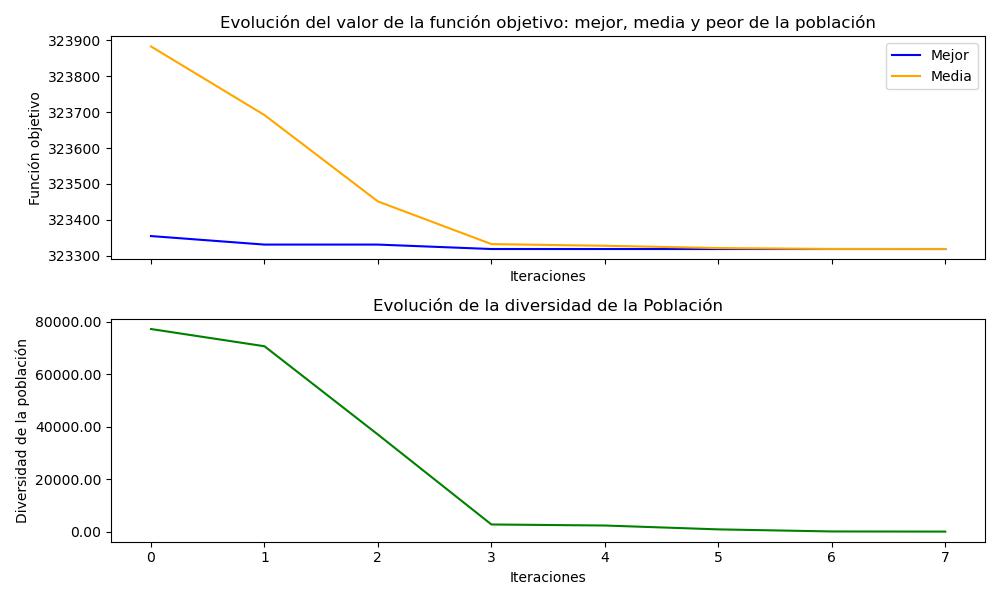 Evolución del valor de la función objetivo: mejor, media y peor de la población
323900
323800
323700
323600
323500
323400
323300
Función objetivo
Mejor
Media
Iteraciones
Evolución de la diversidad de la Población
80000.00
60000.00
40000.00
20000.00
0.00
Diversidad de la población
0 1 2 3 4 5 6 7
Iteraciones